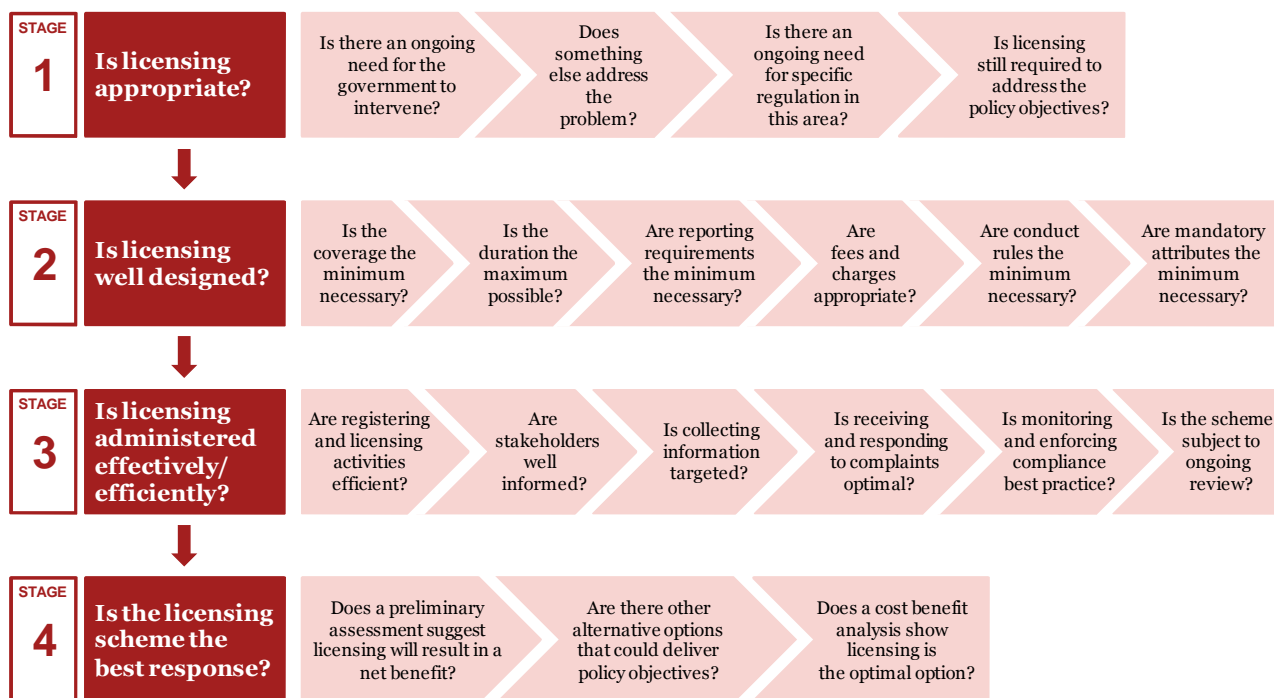 STAGE
1
Is licensing
appropriate?
Is there an ongoing
need for the
government to
intervene?
Does
something
else address
the
problem?
Is there an
ongoing need
for specific
regulation in
this area?
Is licensing
still required to
address the
policy objectives?
STAGE
2
Is licensing
well designed?
Is the
coverage the
minimum
necessary?
Is the
duration the
maximum
possible?
Are reporting
requirements
the minimum
necessary?
Are
fees and
charges
appropriate?
Are conduct
rules the
minimum
necessary?
Are mandatory
attributes the
minimum
necessary?
STAGE
3
Is licensing
administered
effectively/
efficiently?
Are registering
and licensing
activities
efficient?
Are
stakeholders
well
informed?
Is collecting
information
targeted?
Is receiving
and responding
to complaints
optimal?
Is monitoring
and enforcing
compliance
best practice?
Is the scheme
subject to
ongoing
review?
STAGE
4
Is the licensing
scheme the
best response?
Does a preliminary
assessment suggest
licensing will result in a
net benefit?
Are there other
alternative options
that could deliver
policy objectives?
Does a cost benefit
analysis show
licensing is
the optimal option?